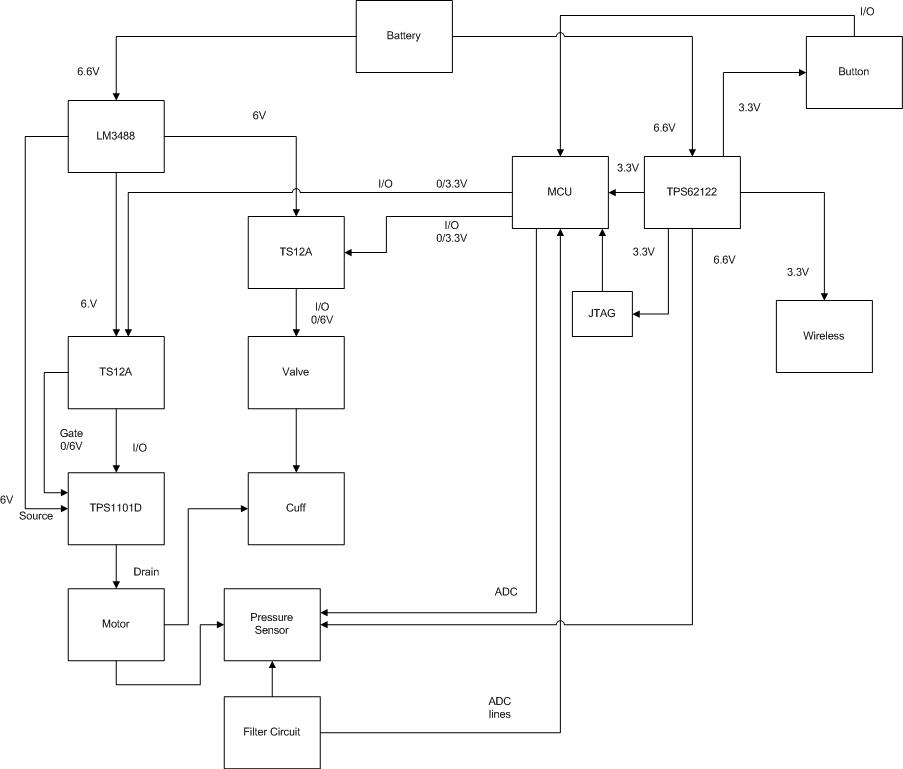 I/O
Battery
6.6V
Button
3.3V
LM3488
6V
6.6V
3.3V
MCU
TPS62122
I/O
0/3.3V
I/O
0/3.3V
TS12A
3.3V
6.6V
3.3V
6.V
I/O
0/6V
JTAG
Wireless
TS12A
Valve
Gate
0/6V
I/O
6V
Source
TPS1101D
Cuff
Drain
ADC
Motor
Pressure
Sensor
ADC
lines
Filter Circuit